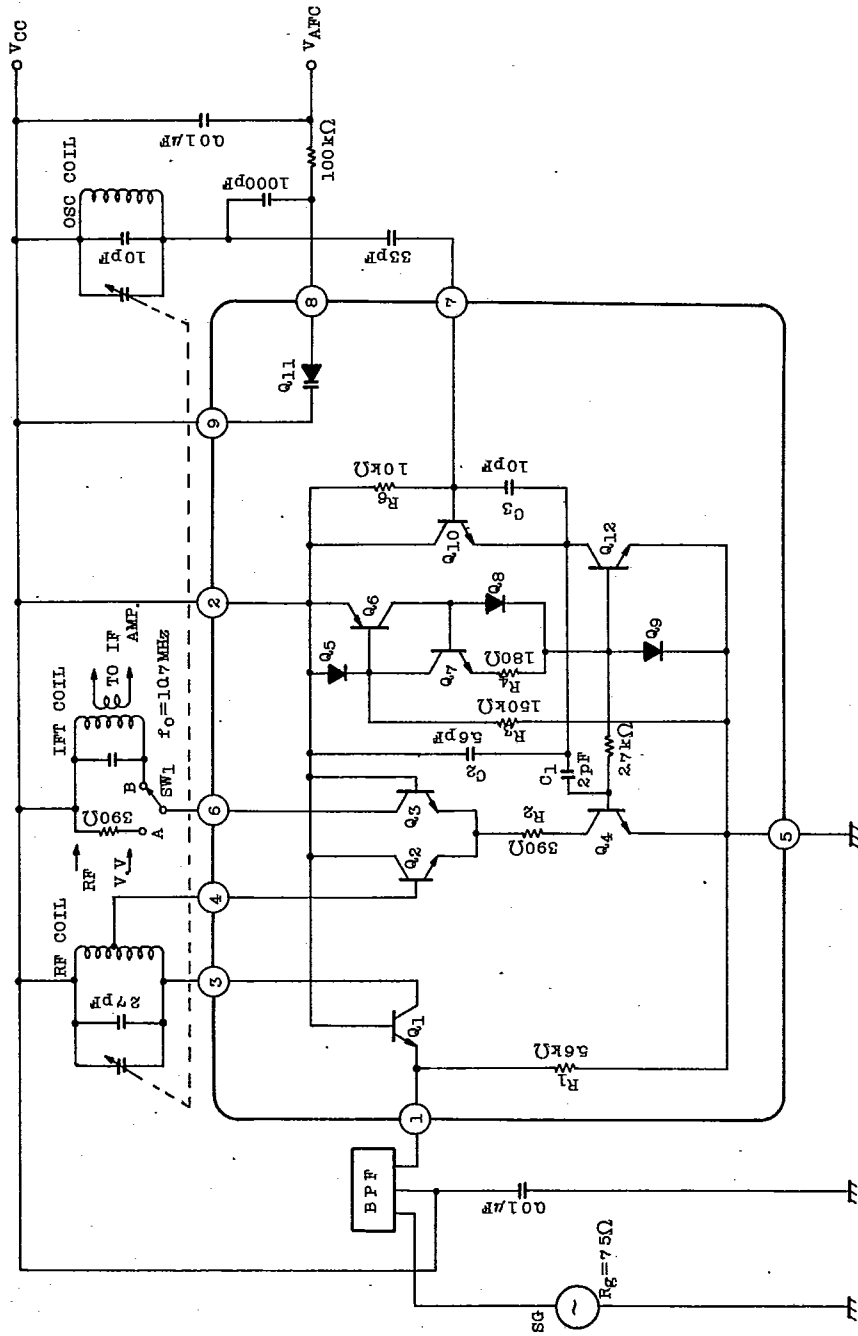 VCC
VAFC
RF COIL
27pF
390Ω
RF
V.V
A
B
SW1
IFT COIL
TO IF
AMP.
fo=10.7MHz
OSC COIL
10pF
0.01μF
1000pF
100kΩ
33pF
3
4
6
2
9
8
7
1
5
Q11
R6
10kΩ
C3
10pF
Q10
Q12
Q5
Q6
Q7
Q8
R4
180Ω
Q9
R3
150kΩ
C2
5.6pF
C1
2pF
2.7kΩ
Q2
Q3
R2
390Ω
Q4
Q1
R1
5.6kΩ
BPF
0.01μF
SG
~
Rg=75Ω